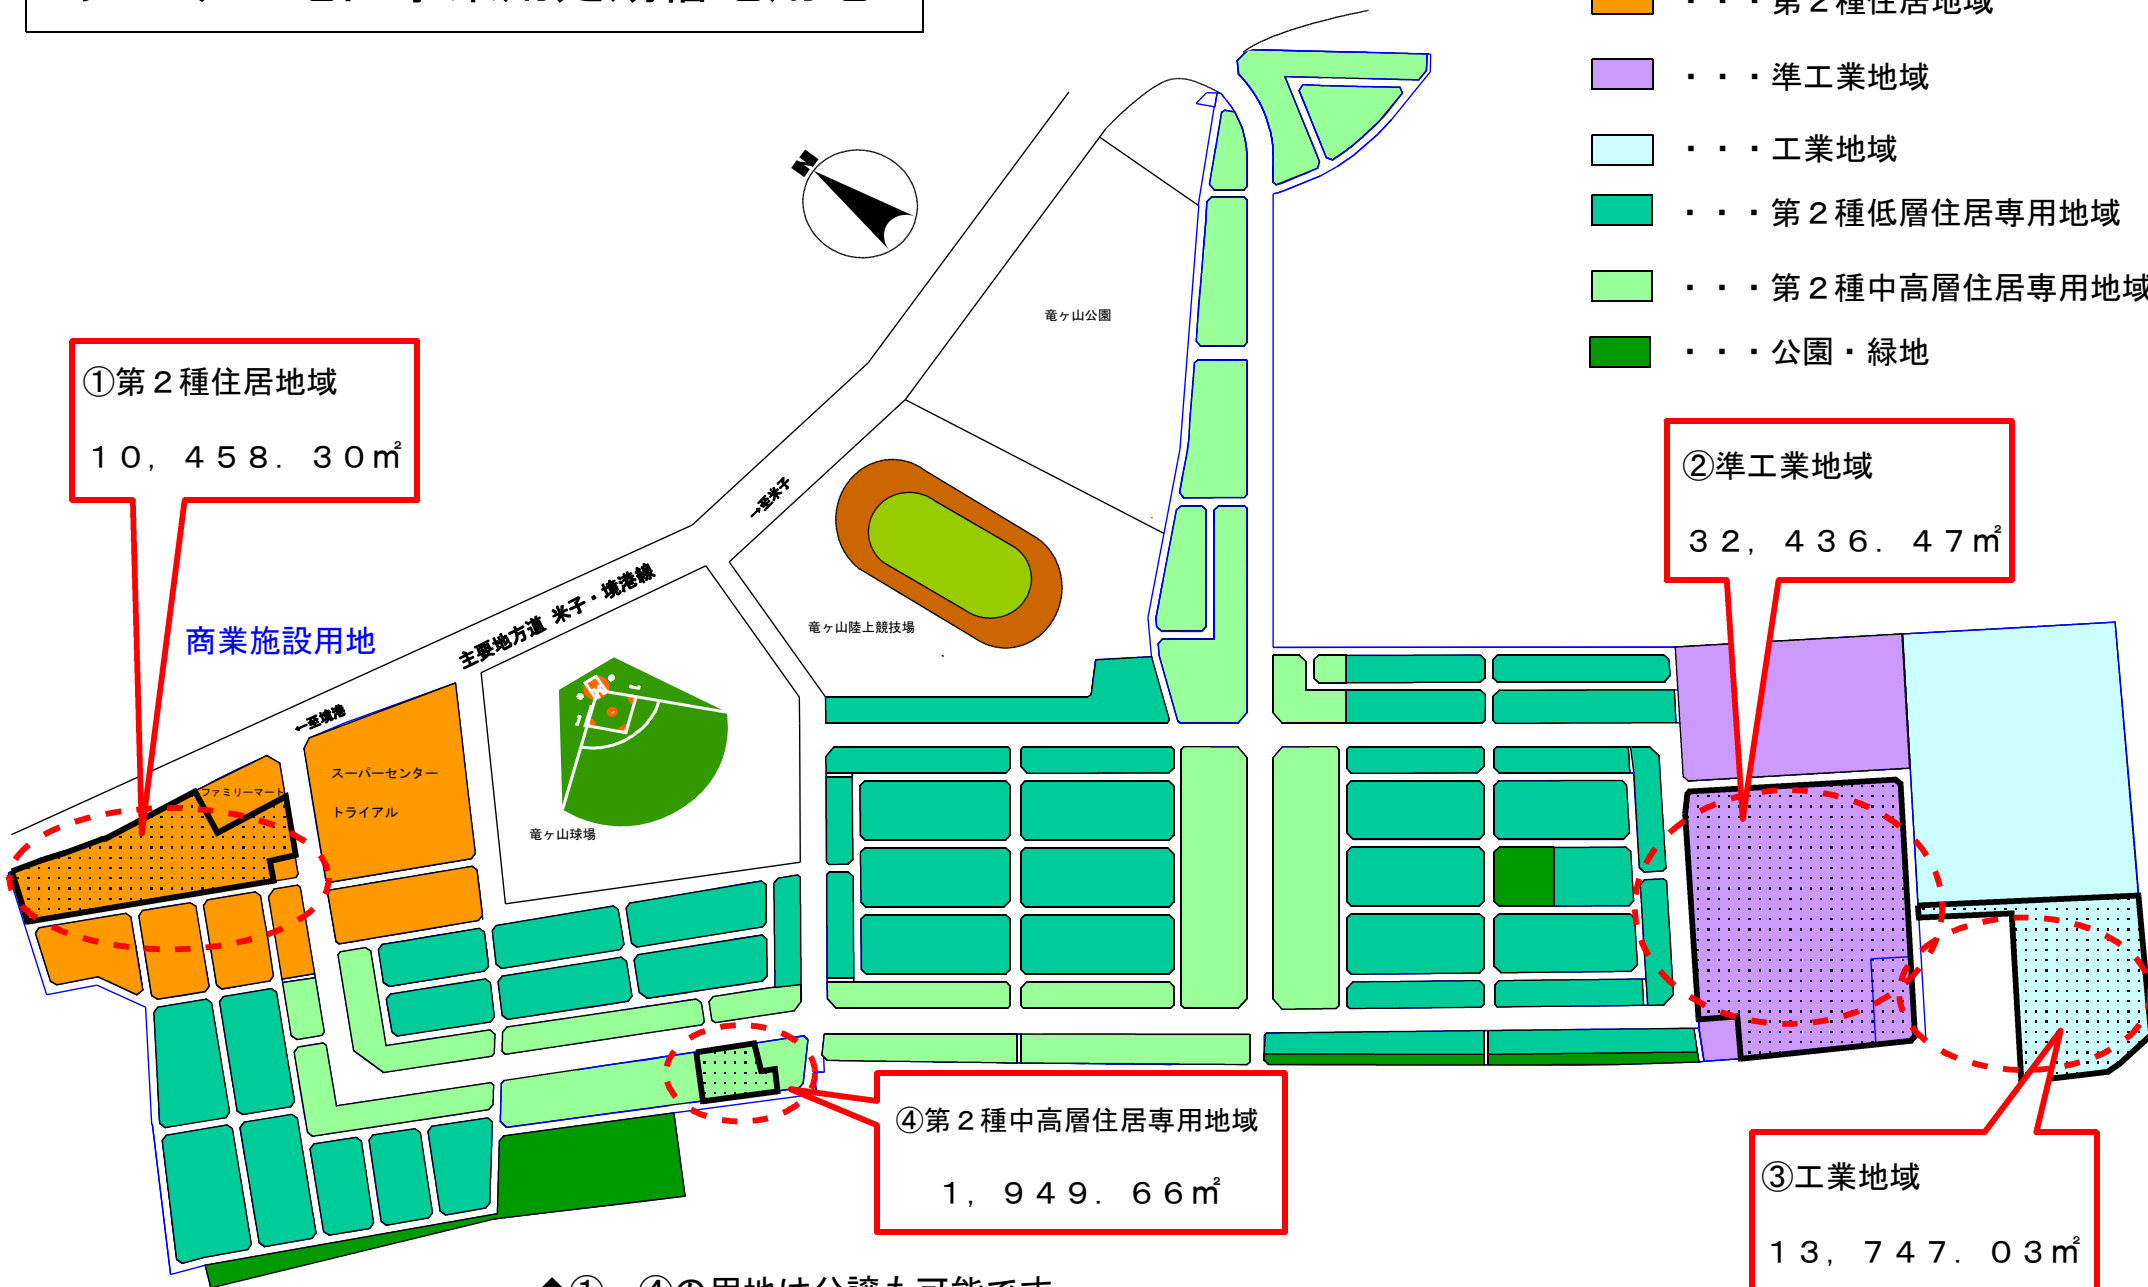 ・・・第２種住居地域
・・・準工業地域
・・・工業地域
・・・第２種低層住居専用地域
・・・第２種中高層住居専用地域
・・・公園・緑地
N
竜ヶ山公園
①第２種住居地域
１０，４５８．３０㎡
②準工業地域
３２，４３６．４７㎡
→至米子
主要地方道 米子・境港線
竜ヶ山陸上競技場
商業施設用地
←至境港
スーパーセンター
トライアル
ファミリーマート
竜ヶ山球場
④第２種中高層住居専用地域
１，９４９．６６㎡
③工業地域
１３，７４７．０３㎡